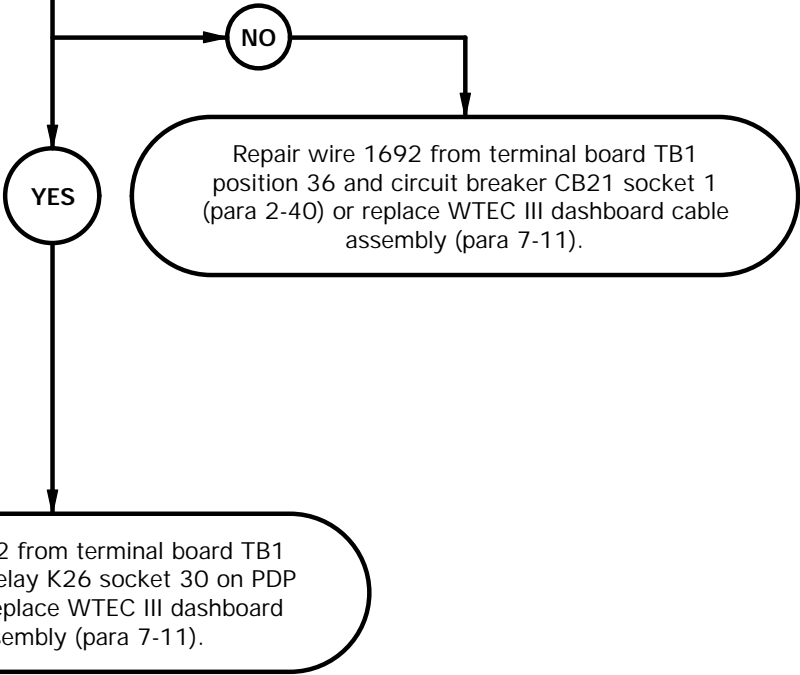 NO
Repair wire 1692 from terminal board TB1
position 36 and circuit breaker CB21 socket 1
(para 2-40) or replace WTEC III dashboard cable
assembly (para 7-11).
YES
2 from terminal board TB1
elay K26 socket 30 on PDP
eplace WTEC III dashboard
embly (para 7-11).